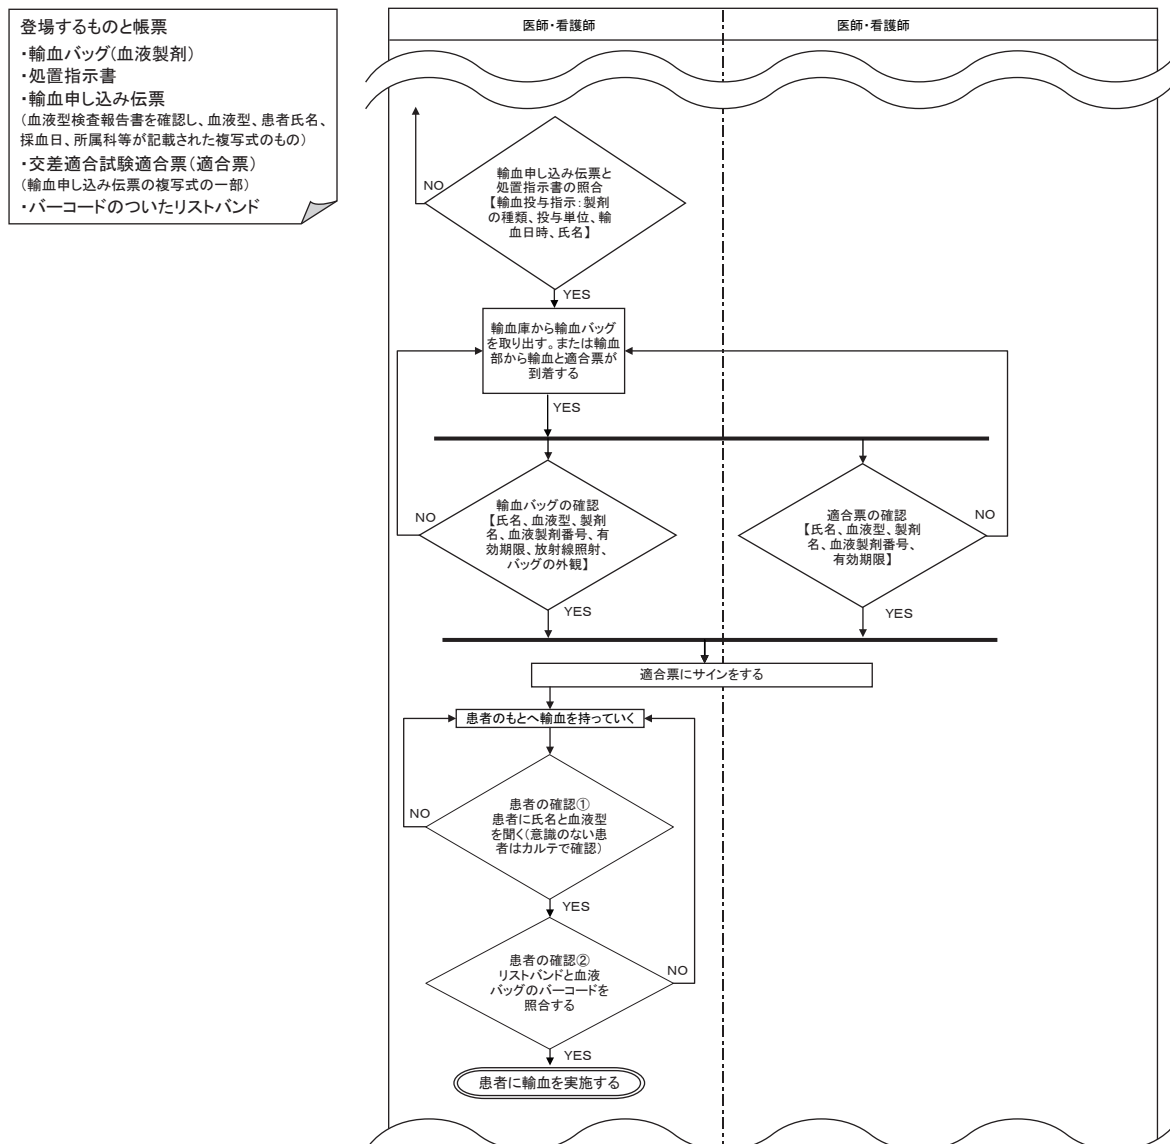 登場するものと帳票
・輸血バッグ(血液製剤)
・処置指示書
・輸血申し込み伝票
(血液型検査報告書を確認し、血液型、患者氏名、
採血日、所属科等が記載された複写式のもの)
・交差適合試験適合票(適合票)
(輸血申し込み伝票の複写式の一部)
・バーコードのついたリストバンド
医師・看護師
医師・看護師
輸血申し込み伝票と
処置指示書の照合
【輸血投与指示：製剤
の種類、投与単位、輸
血日時、氏名】
NO
YES
輸血庫から輸血バッグ
を取り出す。または輸血
部から輸血と適合票が
到着する
YES
輸血バッグの確認
【氏名、血液型、製剤
名、血液製剤番号、有
効期限、放射線照射、
バッグの外観】
NO
YES
適合票の確認
【氏名、血液型、製剤
名、血液製剤番号、
有効期限】
NO
YES
適合票にサインをする
患者のもとへ輸血を持っていく
患者の確認①
患者に氏名と血液型
を聞く(意識のない患
者はカルテで確認)
NO
YES
患者の確認②
リストバンドと血液
バッグのバーコードを
照合する
NO
YES
患者に輸血を実施する